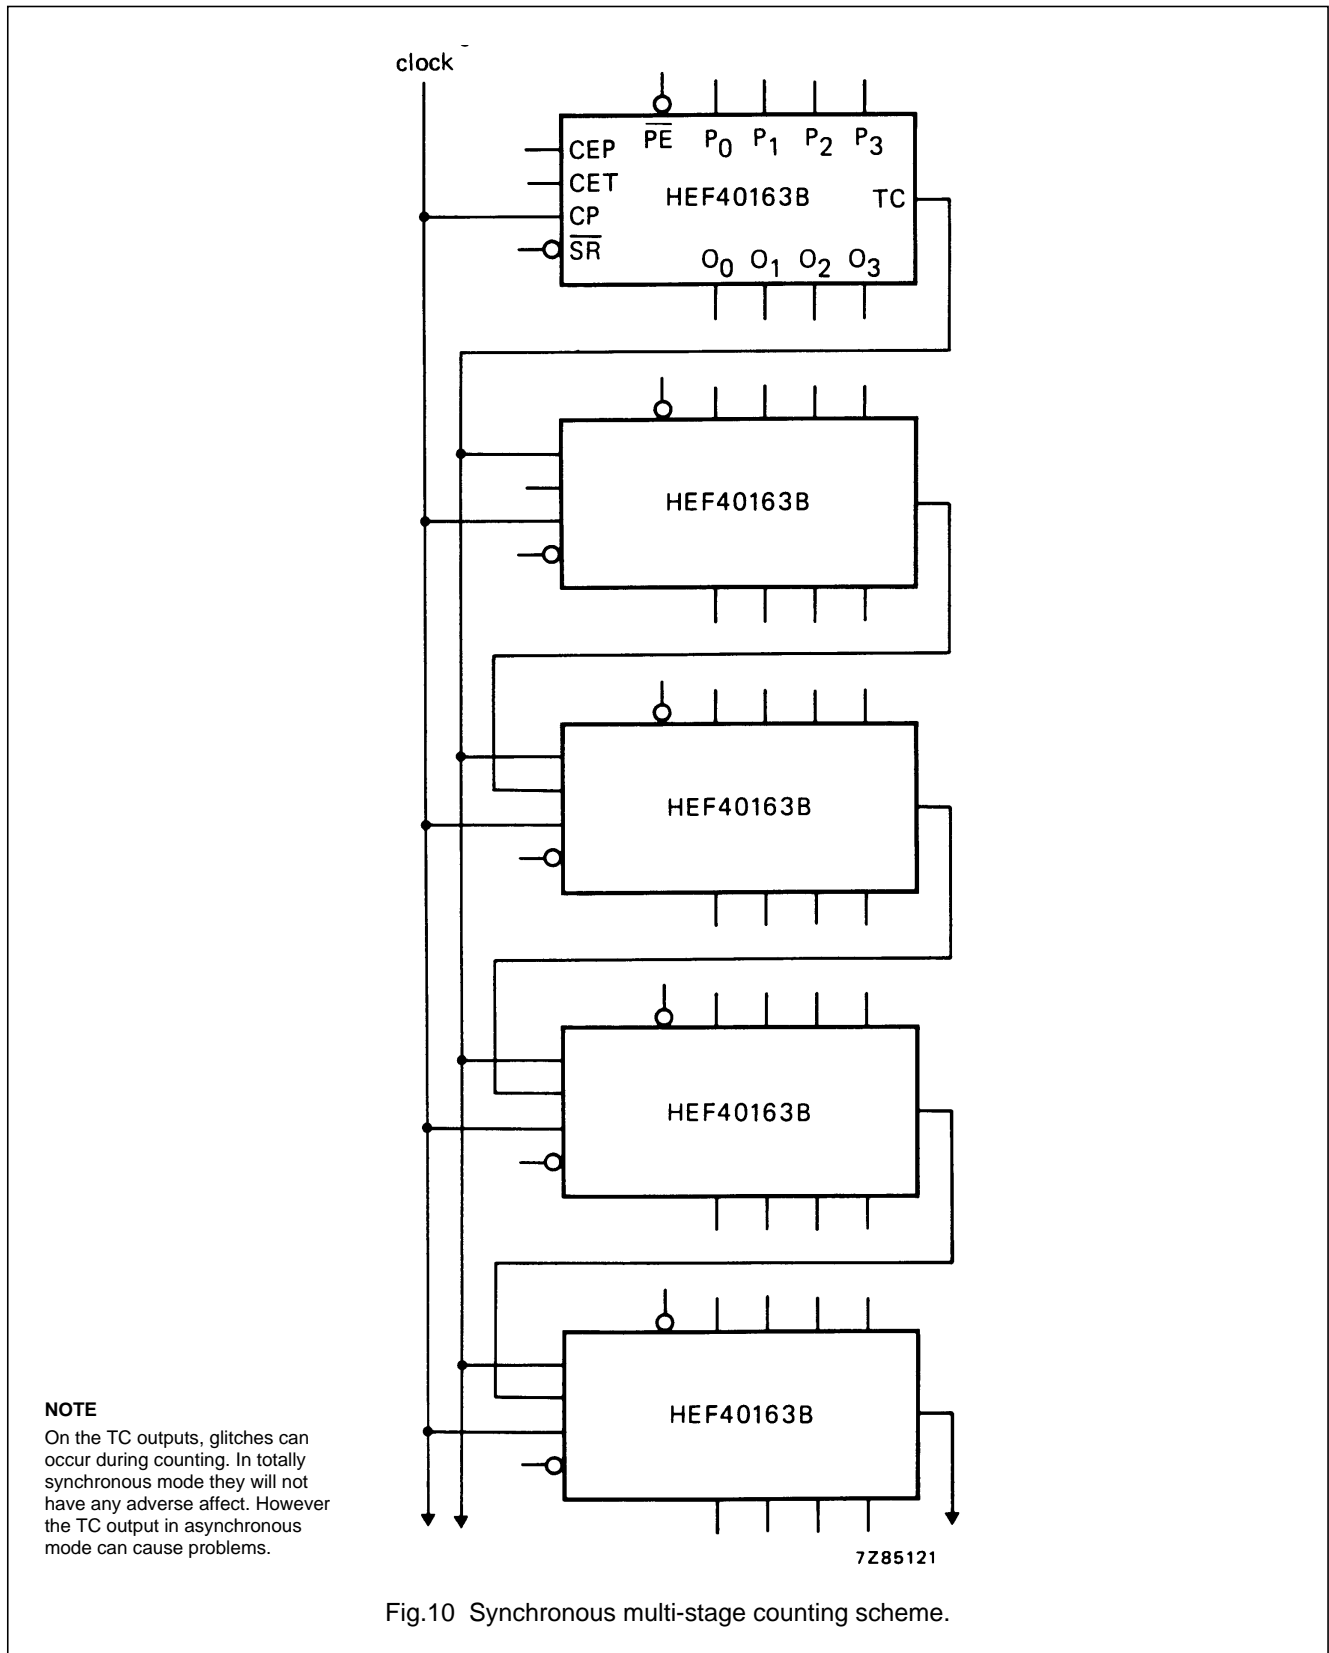 clock
PE P0 P1 P2 P3
CEP
CET
HEF40163B
TC
CP
SR
O0 O1 O2 O3
HEF40163B
HEF40163B
HEF40163B
HEF40163B
NOTE
On the TC outputs, glitches can
occur during counting. In totally
synchronous mode they will not
have any adverse affect. However
the TC output in asynchronous
mode can cause problems.
7Z85121
Fig.10 Synchronous multi-stage counting scheme.